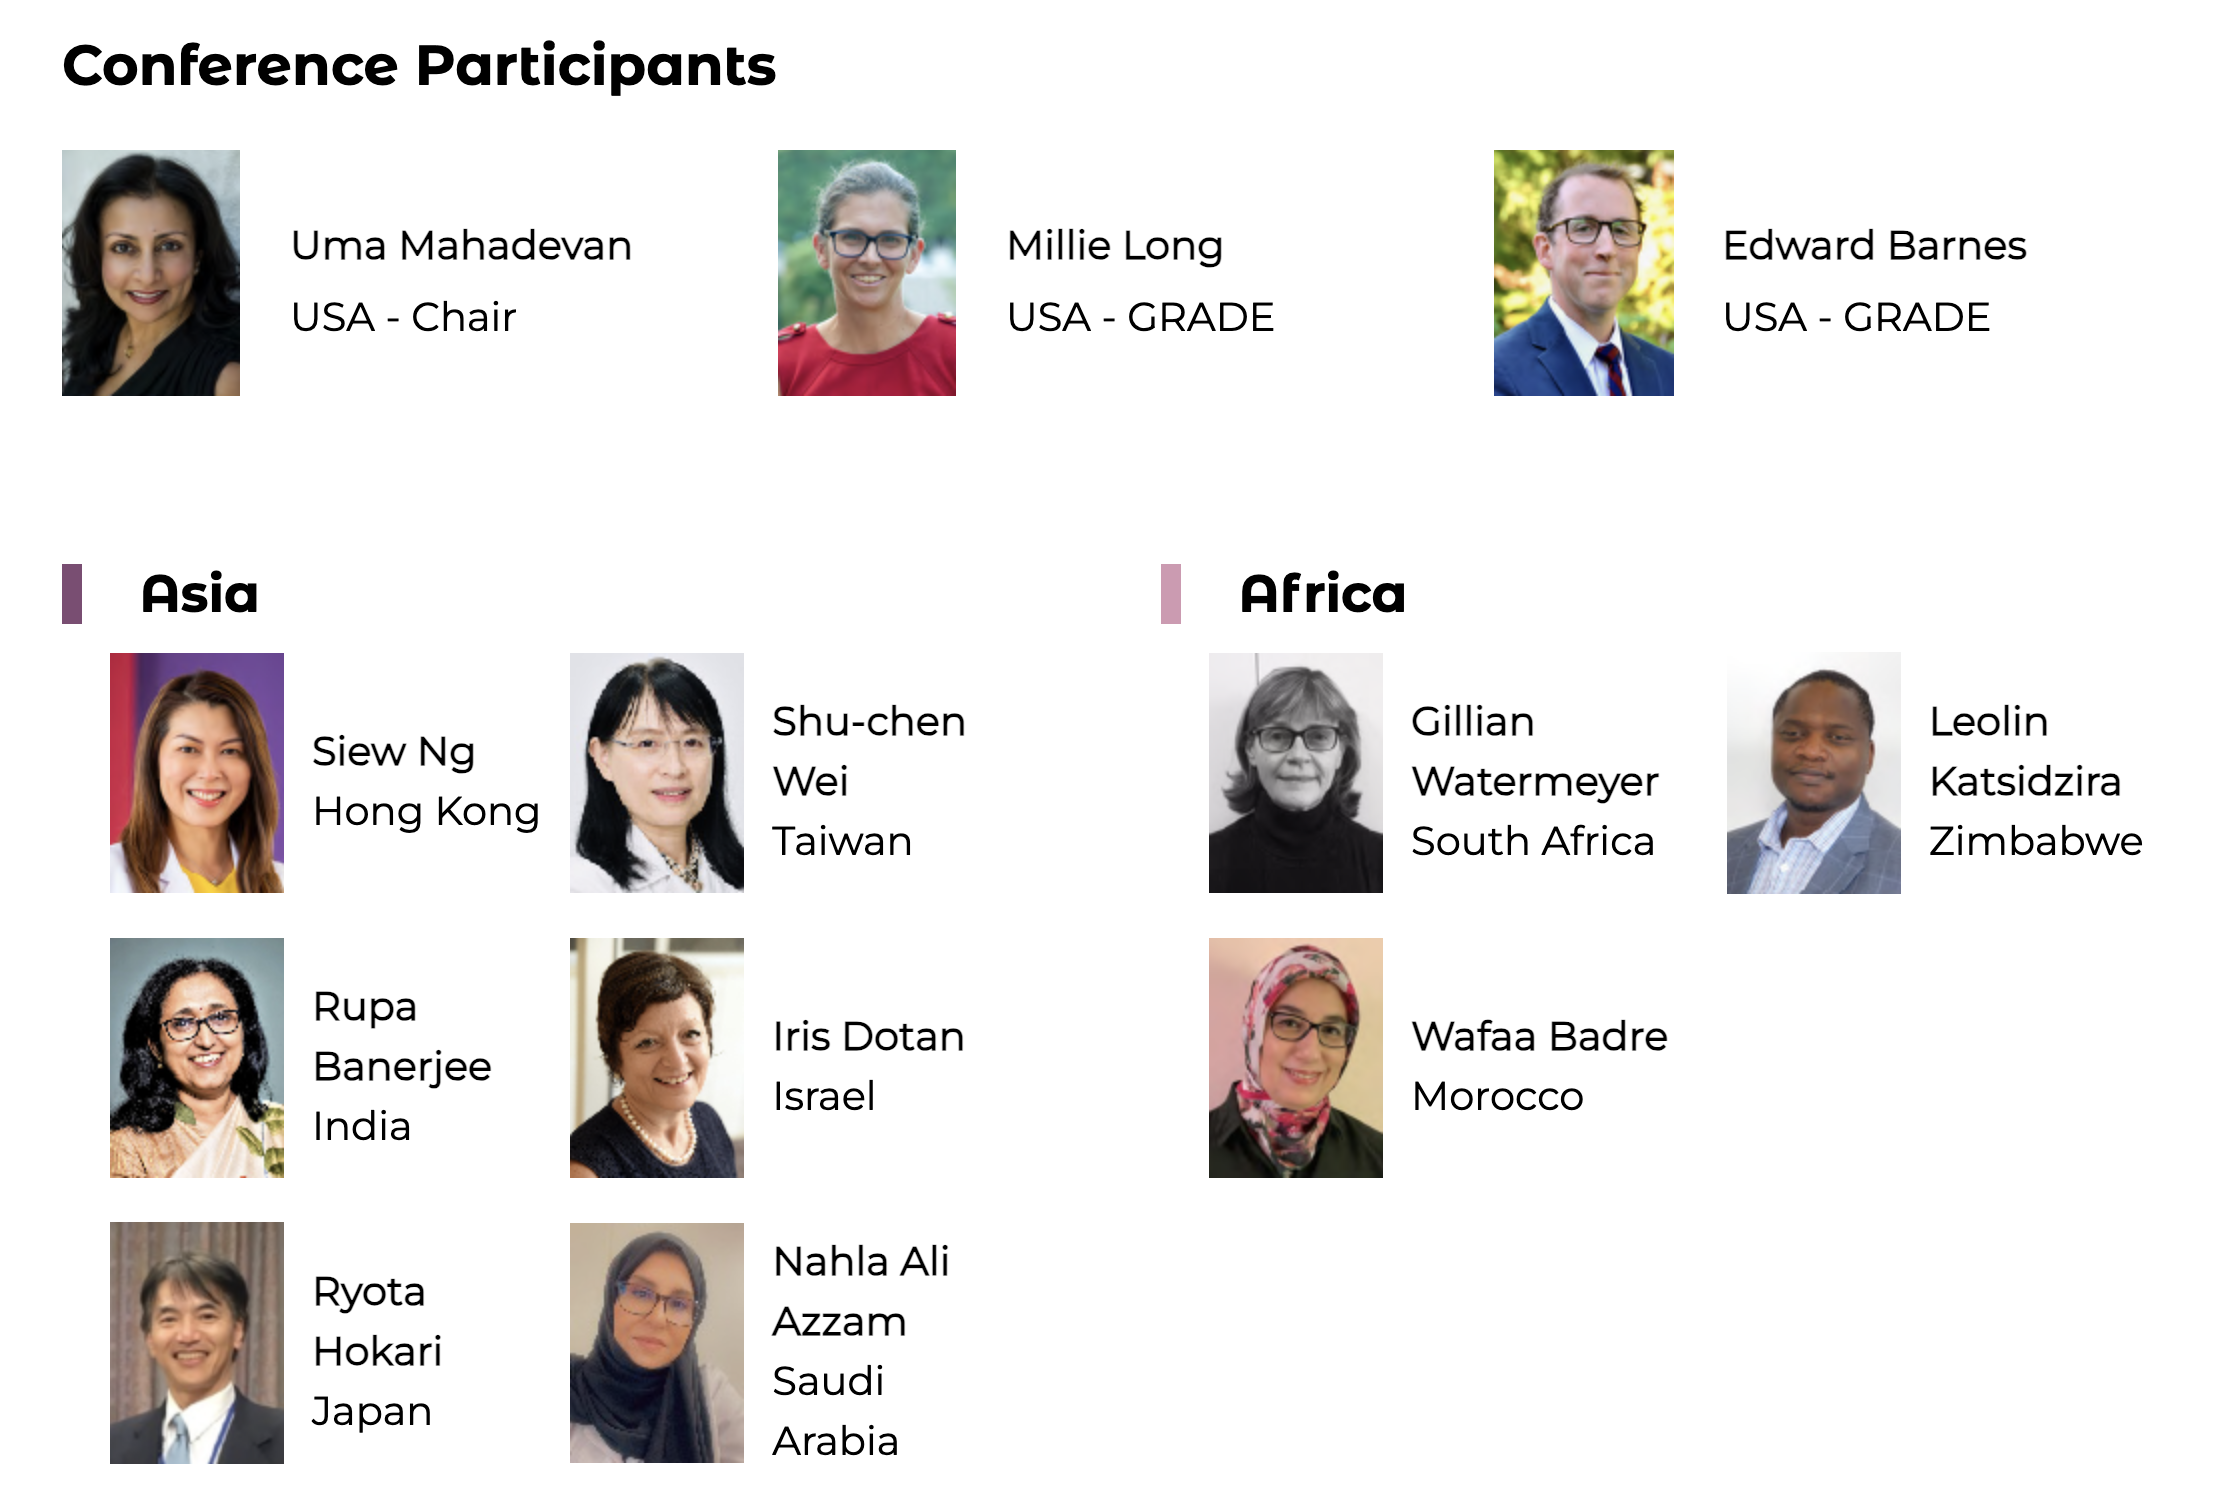 Conference Participants
Uma Mahadevan
USA - Chair
Millie Long
USA - GRADE
Edward Barnes
USA - GRADE
Asia
Siew Ng
Hong Kong
Shu-chen
Wei
Taiwan
Rupa
Banerjee
India
Iris Dotan
Israel
Ryota
Hokari
Japan
Nahla Ali
Azzam
Saudi
Arabia
Africa
Gillian
Watermeyer
South Africa
Leolin
Katsidzira
Zimbabwe
Wafaa Badre
Morocco